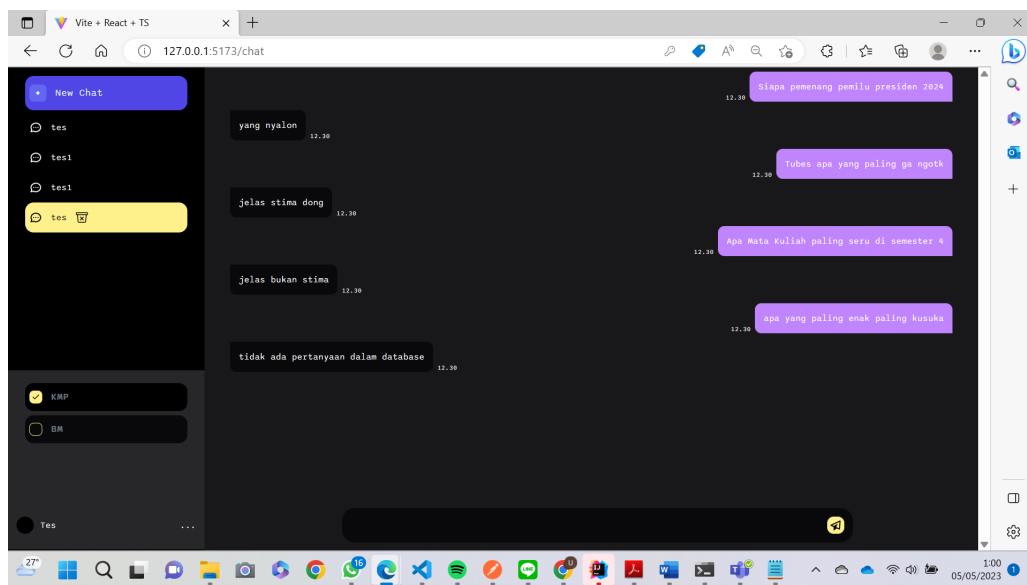 Vite + React + TS
127.0.0.1:5173/chat
New Chat
tes
tes1
tes1
tes
Siapa pemenang pemilu presiden 2024
12.30
yang nyalon
12.30
Tubes apa yang paling ga ngotk
12.30
jelas stima dong
12.30
Apa Mata Kuliah paling seru di semester 4
12.30
jelas bukan stima
12.30
apa yang paling enak paling kusuka
12.30
tidak ada pertanyaan dalam database
12.30
KMP
BM
Tes
...
27°
16
1:00
05/05/2023
1